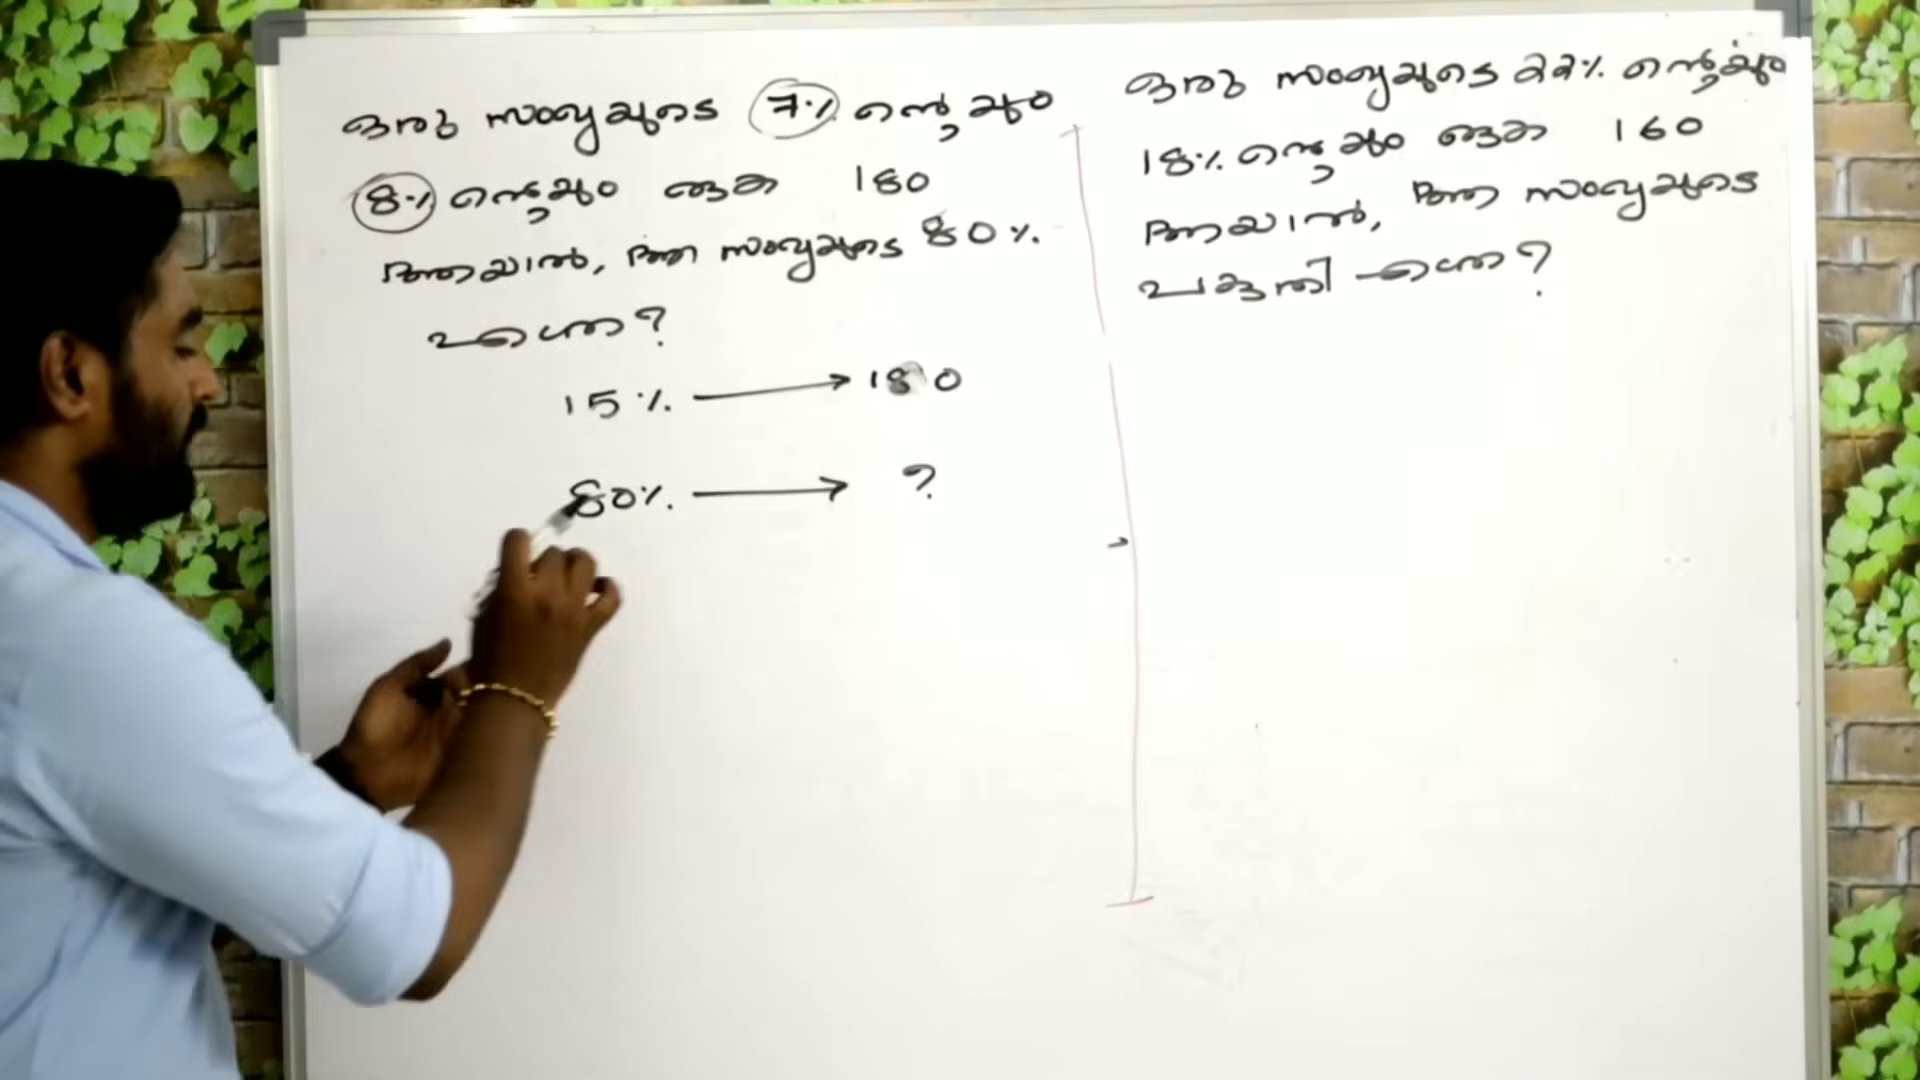 ഒരു സംഖ്യയുടെ 7% ന്റെയും
8% ന്റെയും തുക 180
ആയാൽ, ആ സംഖ്യയുടെ 80%
എത്ര?
15% → 180
80% → ?
ഒരു സംഖ്യയുടെ 22% ന്റെയും
18% ന്റെയും തുക 160
ആയാൽ, ആ സംഖ്യയുടെ
പകുതി എത്ര?